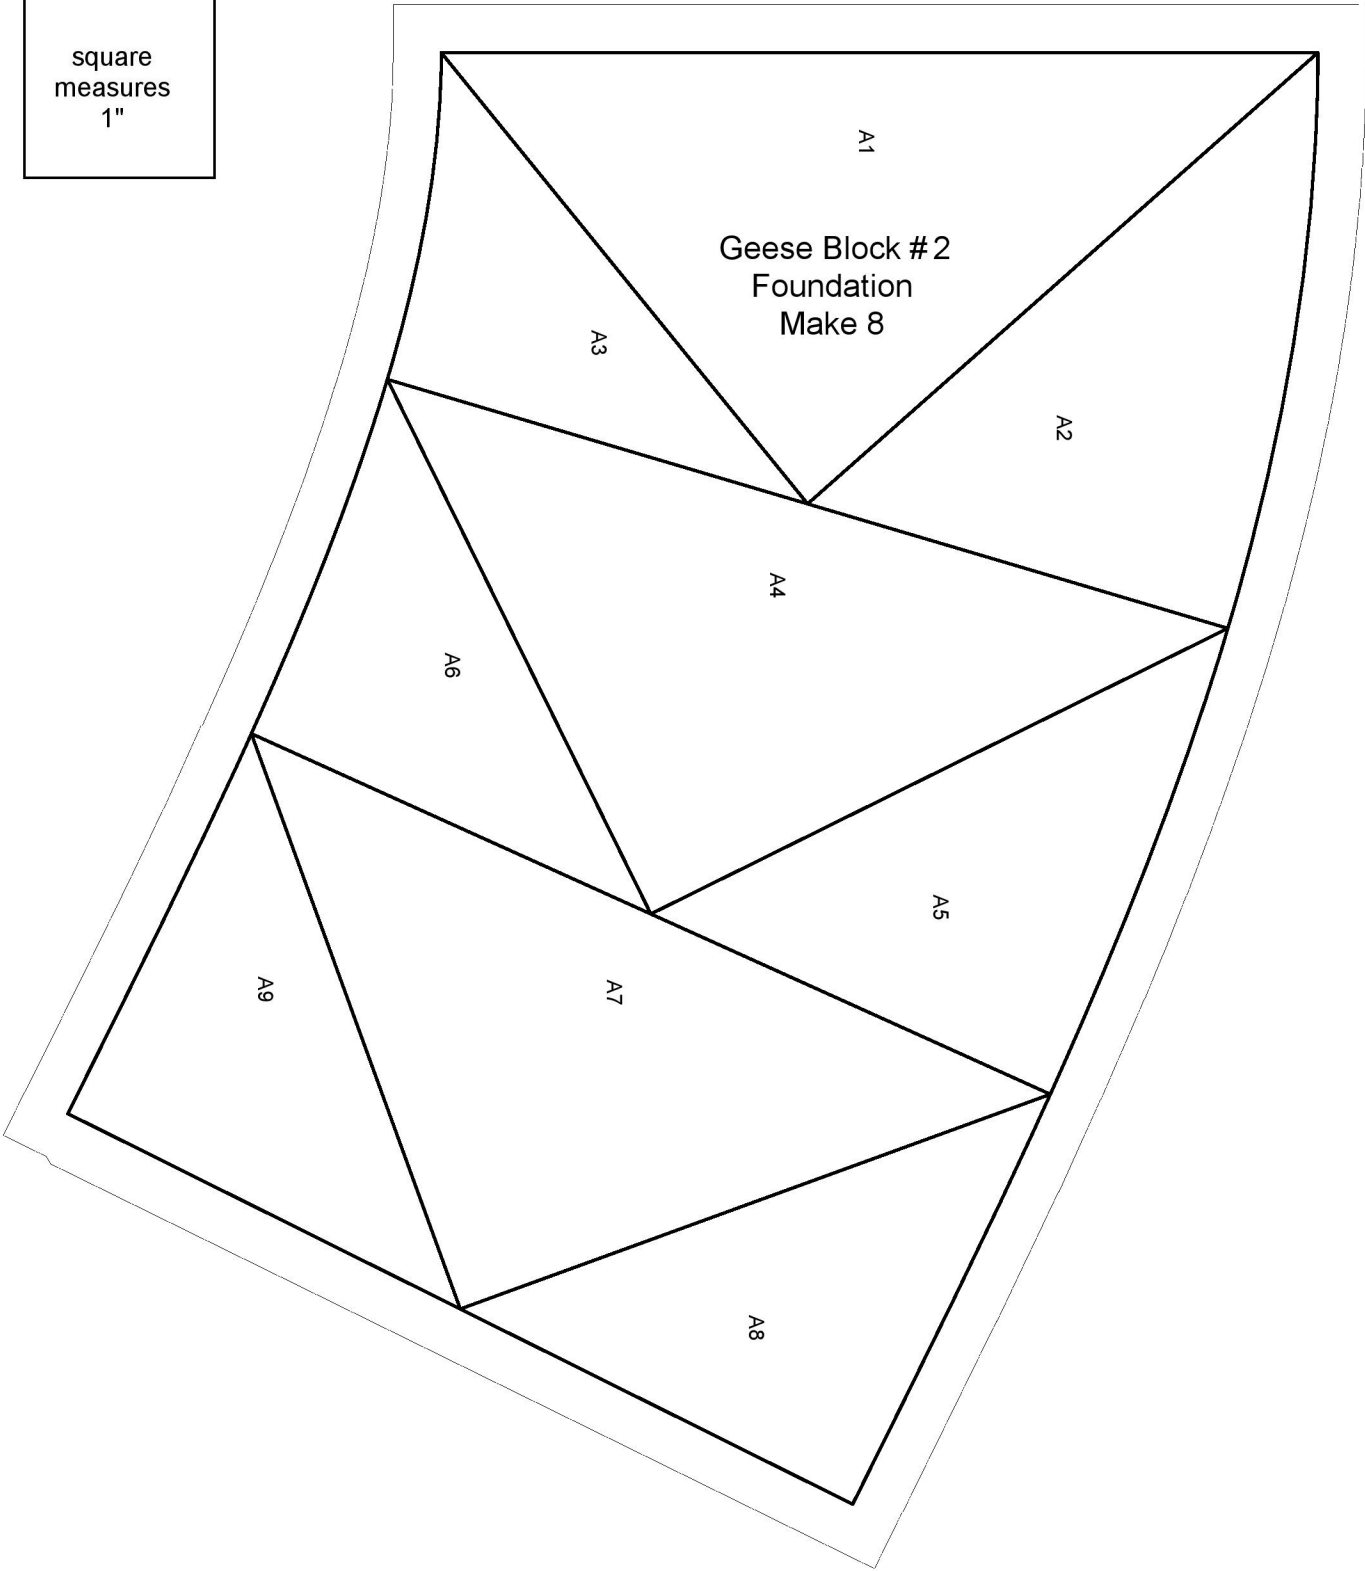 square
measures
1"
A1
Geese Block #2
Foundation
Make 8
A3
A2
A4
A6
A5
A9
A7
A8